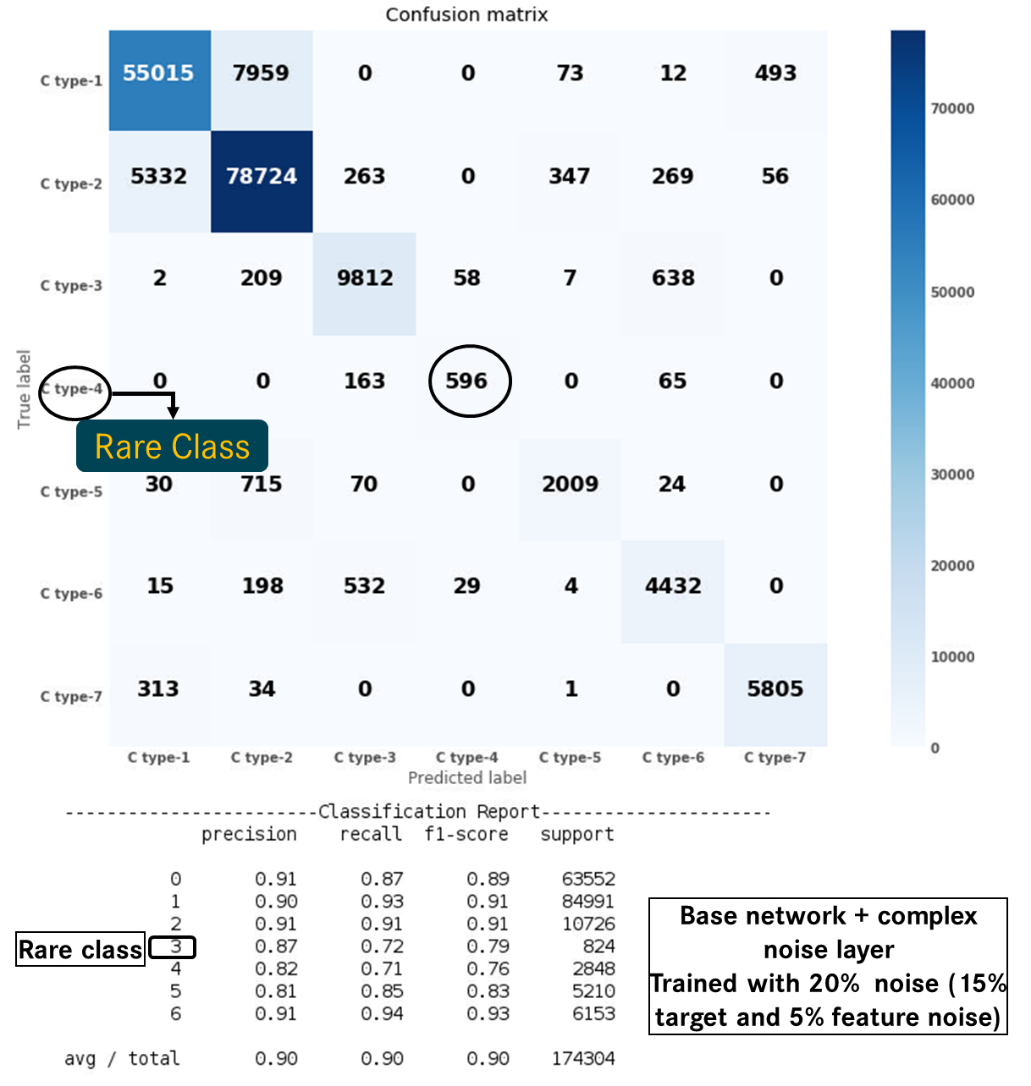 Confusion matrix
C type-1 55015 7959 0 0 73 12 493
C type-2 5332 78724 263 0 347 269 56
C type-3 2 209 9812 58 7 638 0
C type-4 0 0 163 596 0 65 0
Rare Class
C type-5 30 715 70 0 2009 24 0
C type-6 15 198 532 29 4 4432 0
C type-7 313 34 0 0 1 0 5805
True label
C type-1 C type-2 C type-3 C type-4 C type-5 C type-6 C type-7
Predicted label
70000
60000
50000
40000
30000
20000
10000
0
------------------------Classification Report----------------------
precision recall f1-score support
0 0.91 0.87 0.89 63552
1 0.90 0.93 0.91 84991
2 0.91 0.91 0.91 10726
Rare class 3 0.87 0.72 0.79 824
4 0.82 0.71 0.76 2848
5 0.81 0.85 0.83 5210
6 0.91 0.94 0.93 6153
avg / total 0.90 0.90 0.90 174304
Base network + complex
noise layer
Trained with 20% noise (15%
target and 5% feature noise)